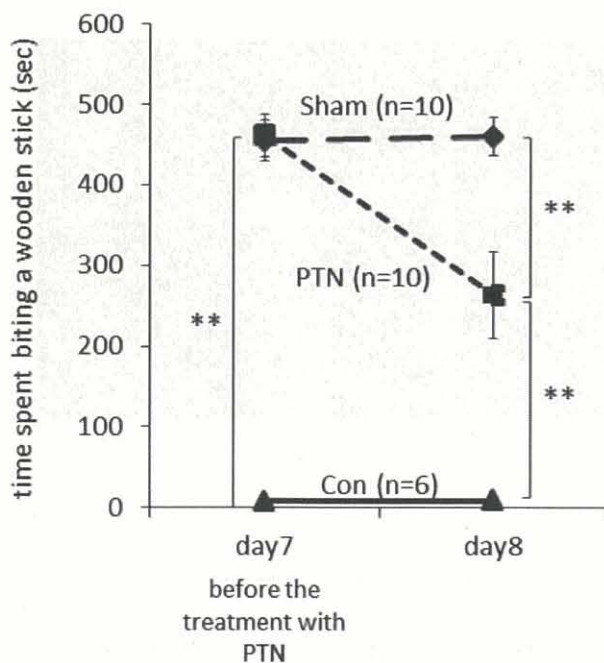 time spent biting a wooden stick (sec)
600
500
400
300
200
100
0
Sham (n=10)
PTN (n=10)
Con (n=6)
**
**
**
day7
day8
before the
treatment with
PTN